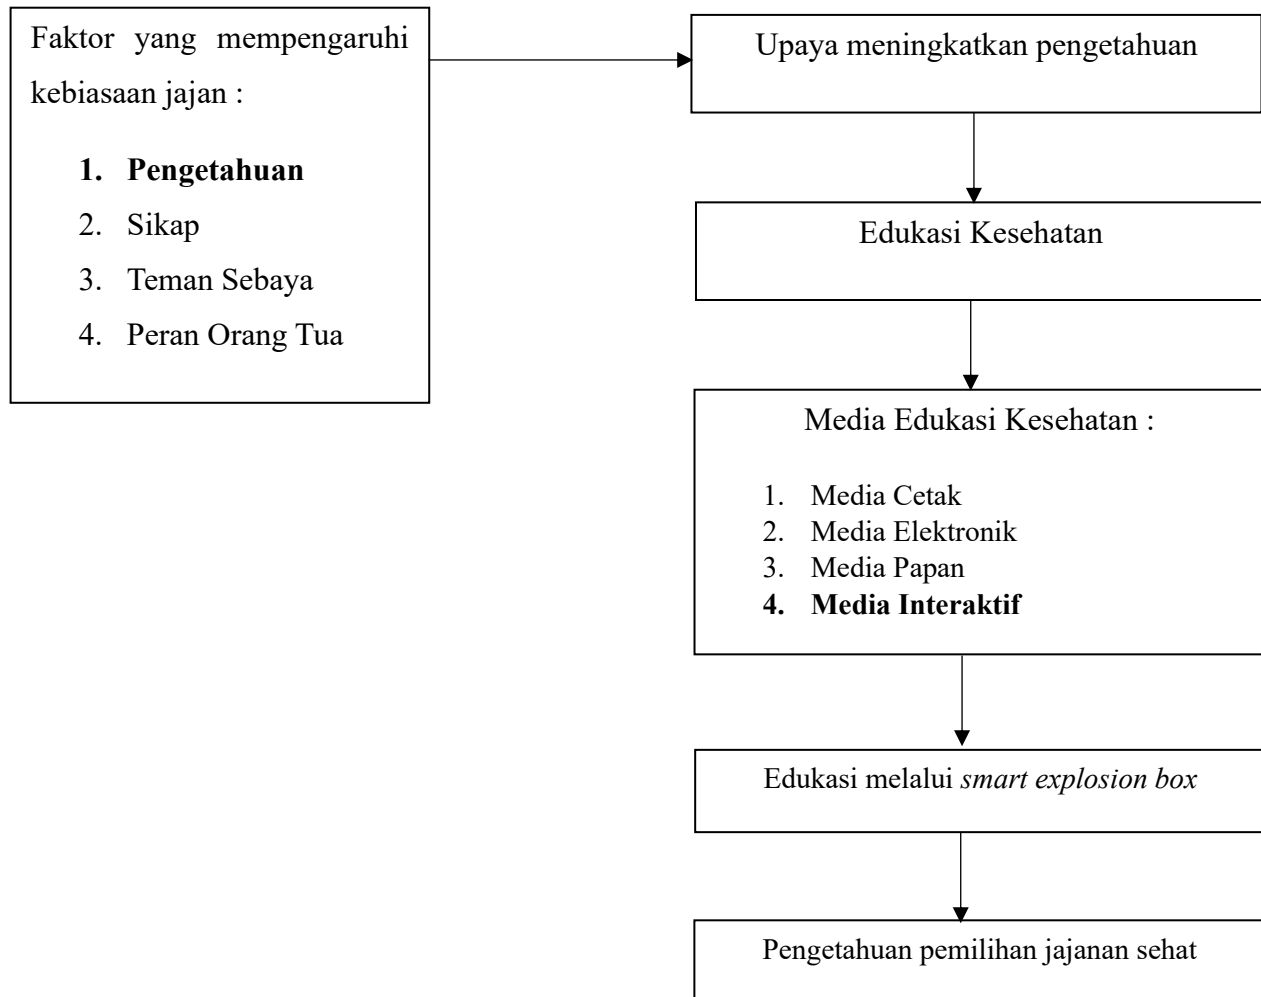 Faktor yang mempengaruhi
kebiasaan jajan :
1. Pengetahuan
2. Sikap
3. Teman Sebaya
4. Peran Orang Tua
Upaya meningkatkan pengetahuan
Edukasi Kesehatan
Media Edukasi Kesehatan :
1. Media Cetak
2. Media Elektronik
3. Media Papan
4. Media Interaktif
Edukasi melalui smart explosion box
Pengetahuan pemilihan jajanan sehat